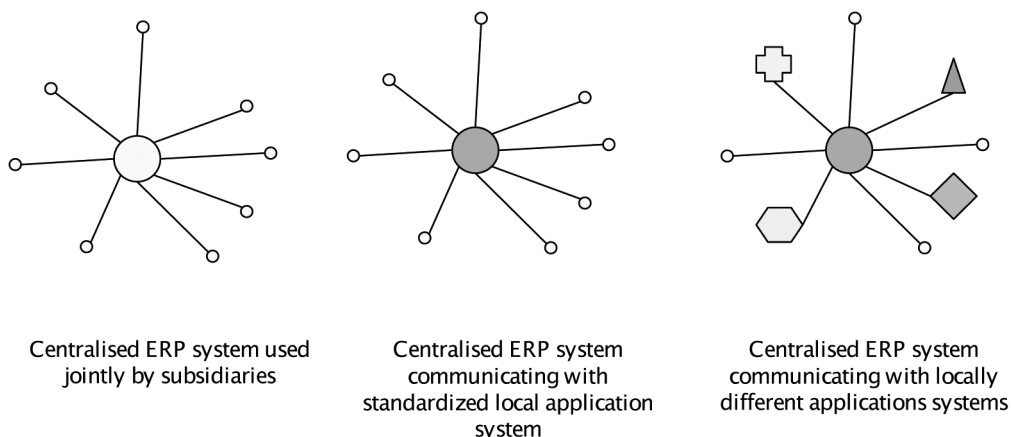 Centralised ERP system used
jointly by subsidiaries
Centralised ERP system
communicating with
standardized local application
system
Centralised ERP system
communicating with locally
different applications systems